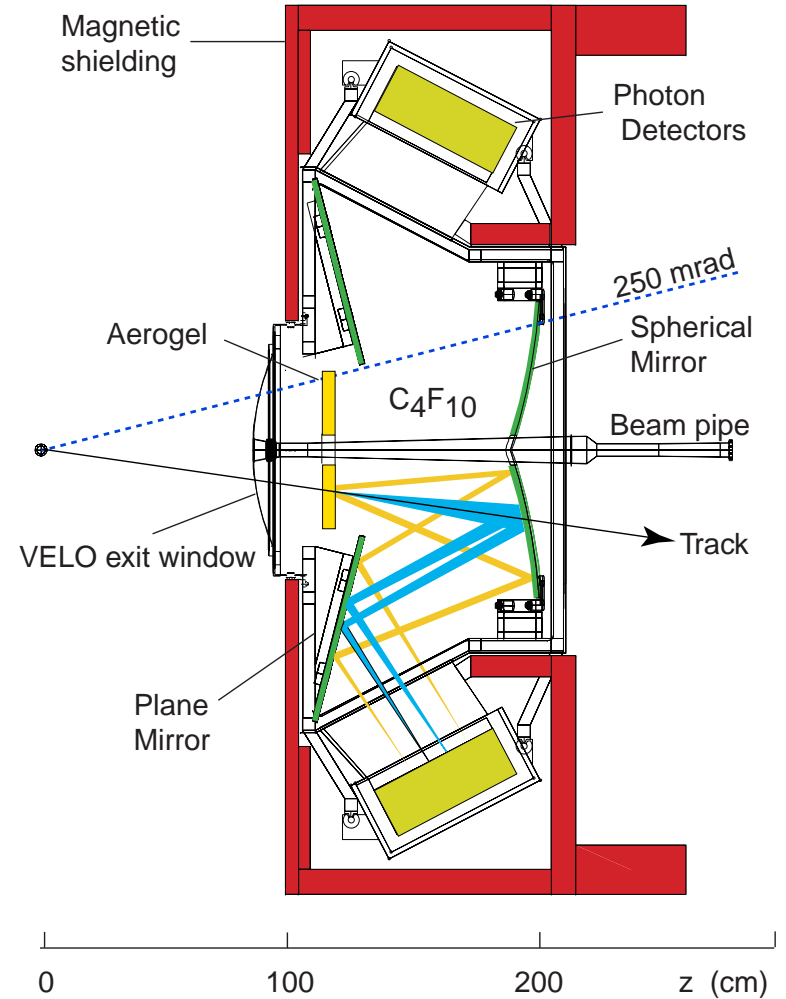 Magnetic
shielding
Photon
Detectors
250 mrad
Aerogel
Spherical
Mirror
C4F10
Beam pipe
VELO exit window
Track
Plane
Mirror
0 100 200 z (cm)